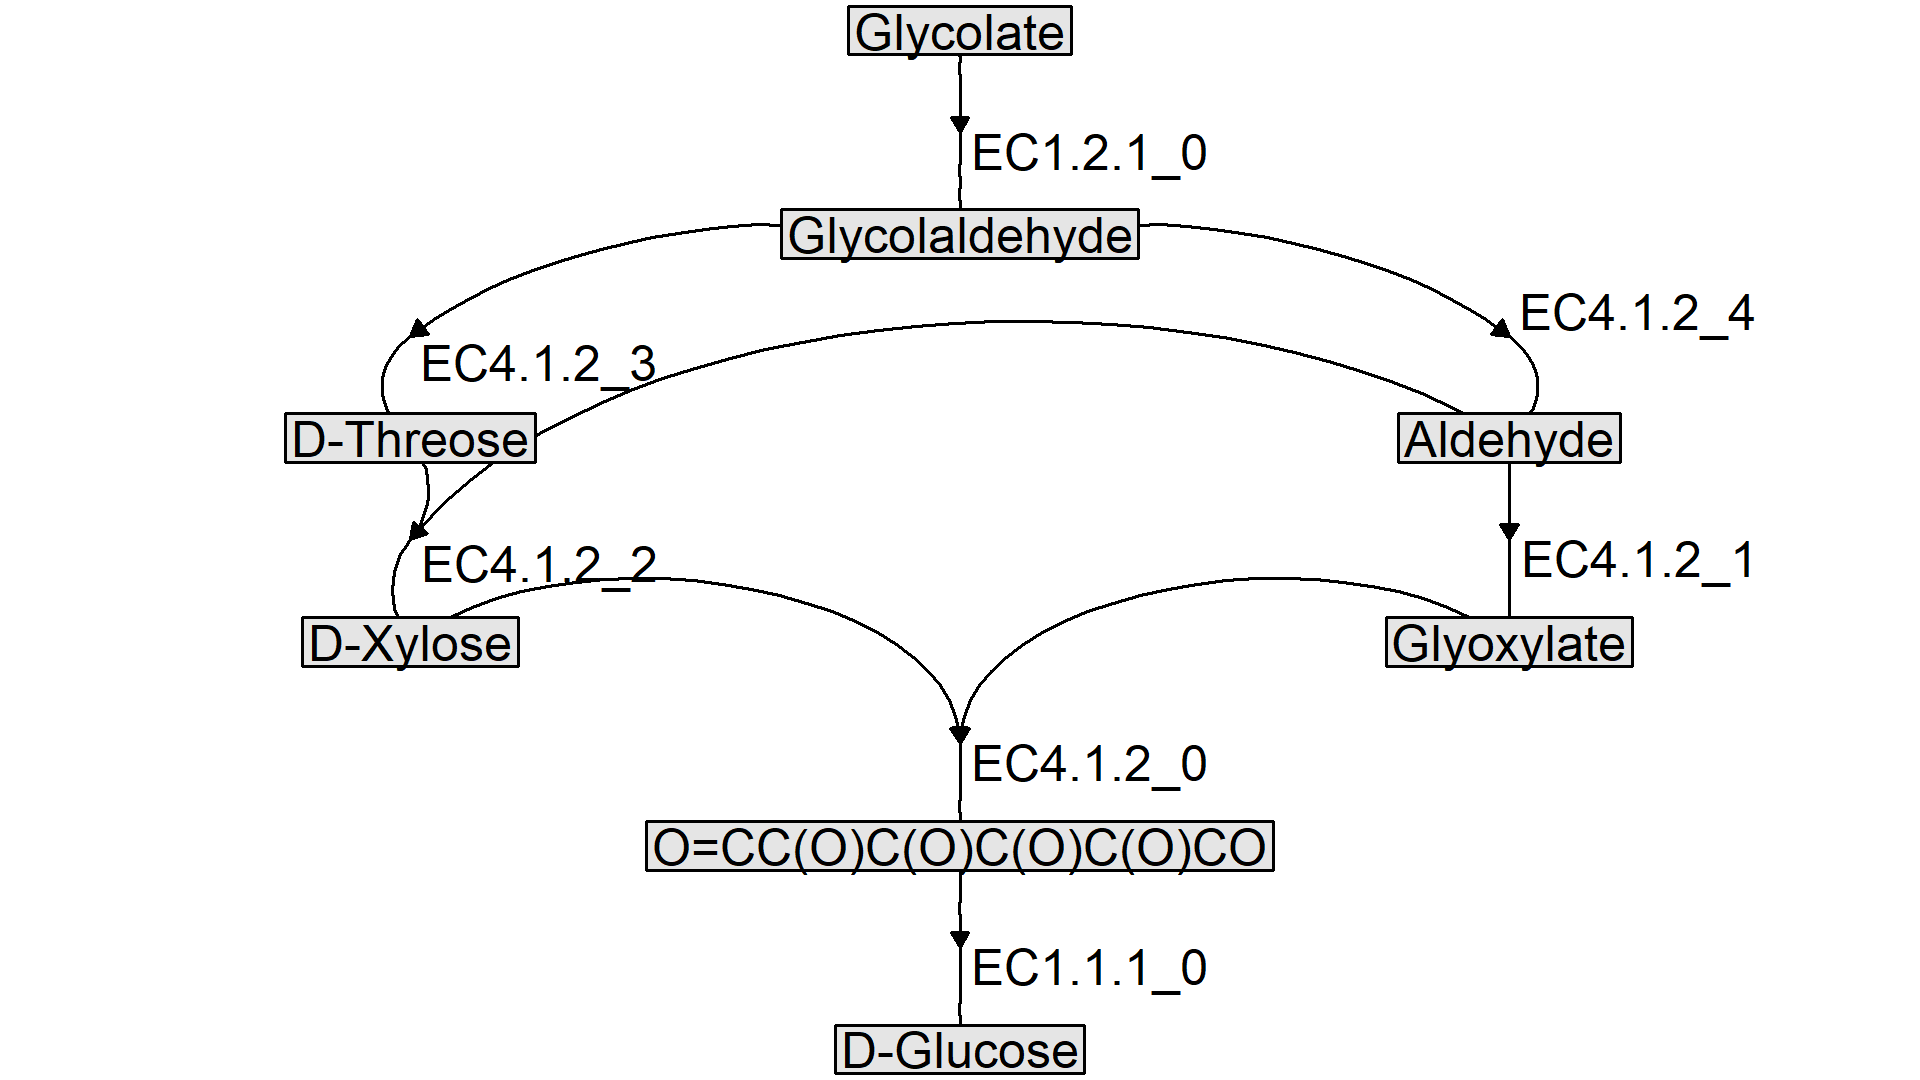 Glycolate
EC1.2.1_0
Glycolaldehyde
EC4.1.2_4
EC4.1.2_3
D-Threose
Aldehyde
EC4.1.2_2
EC4.1.2_1
D-Xylose
Glyoxylate
EC4.1.2_0
O=CC(O)C(O)C(O)C(O)CO
EC1.1.1_0
D-Glucose